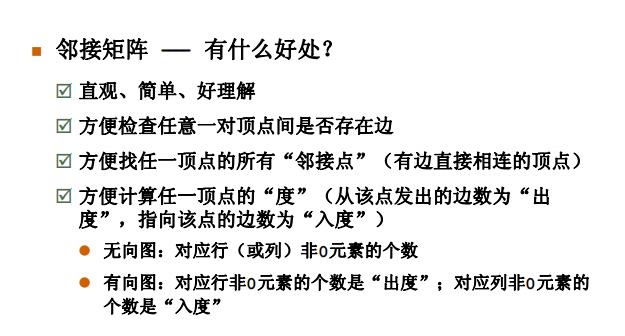 邻接矩阵 —— 有什么好处？
直观、简单、好理解
方便检查任意一对顶点间是否存在边
方便找任一顶点的所有“邻接点”（有边直接相连的顶点）
方便计算任一顶点的“度”（从该点发出的边数为“出
度”，指向该点的边数为“入度”）
无向图：对应行（或列）非0元素的个数
有向图：对应行非0元素的个数是“出度”；对应列非0元素的
个数是“入度”